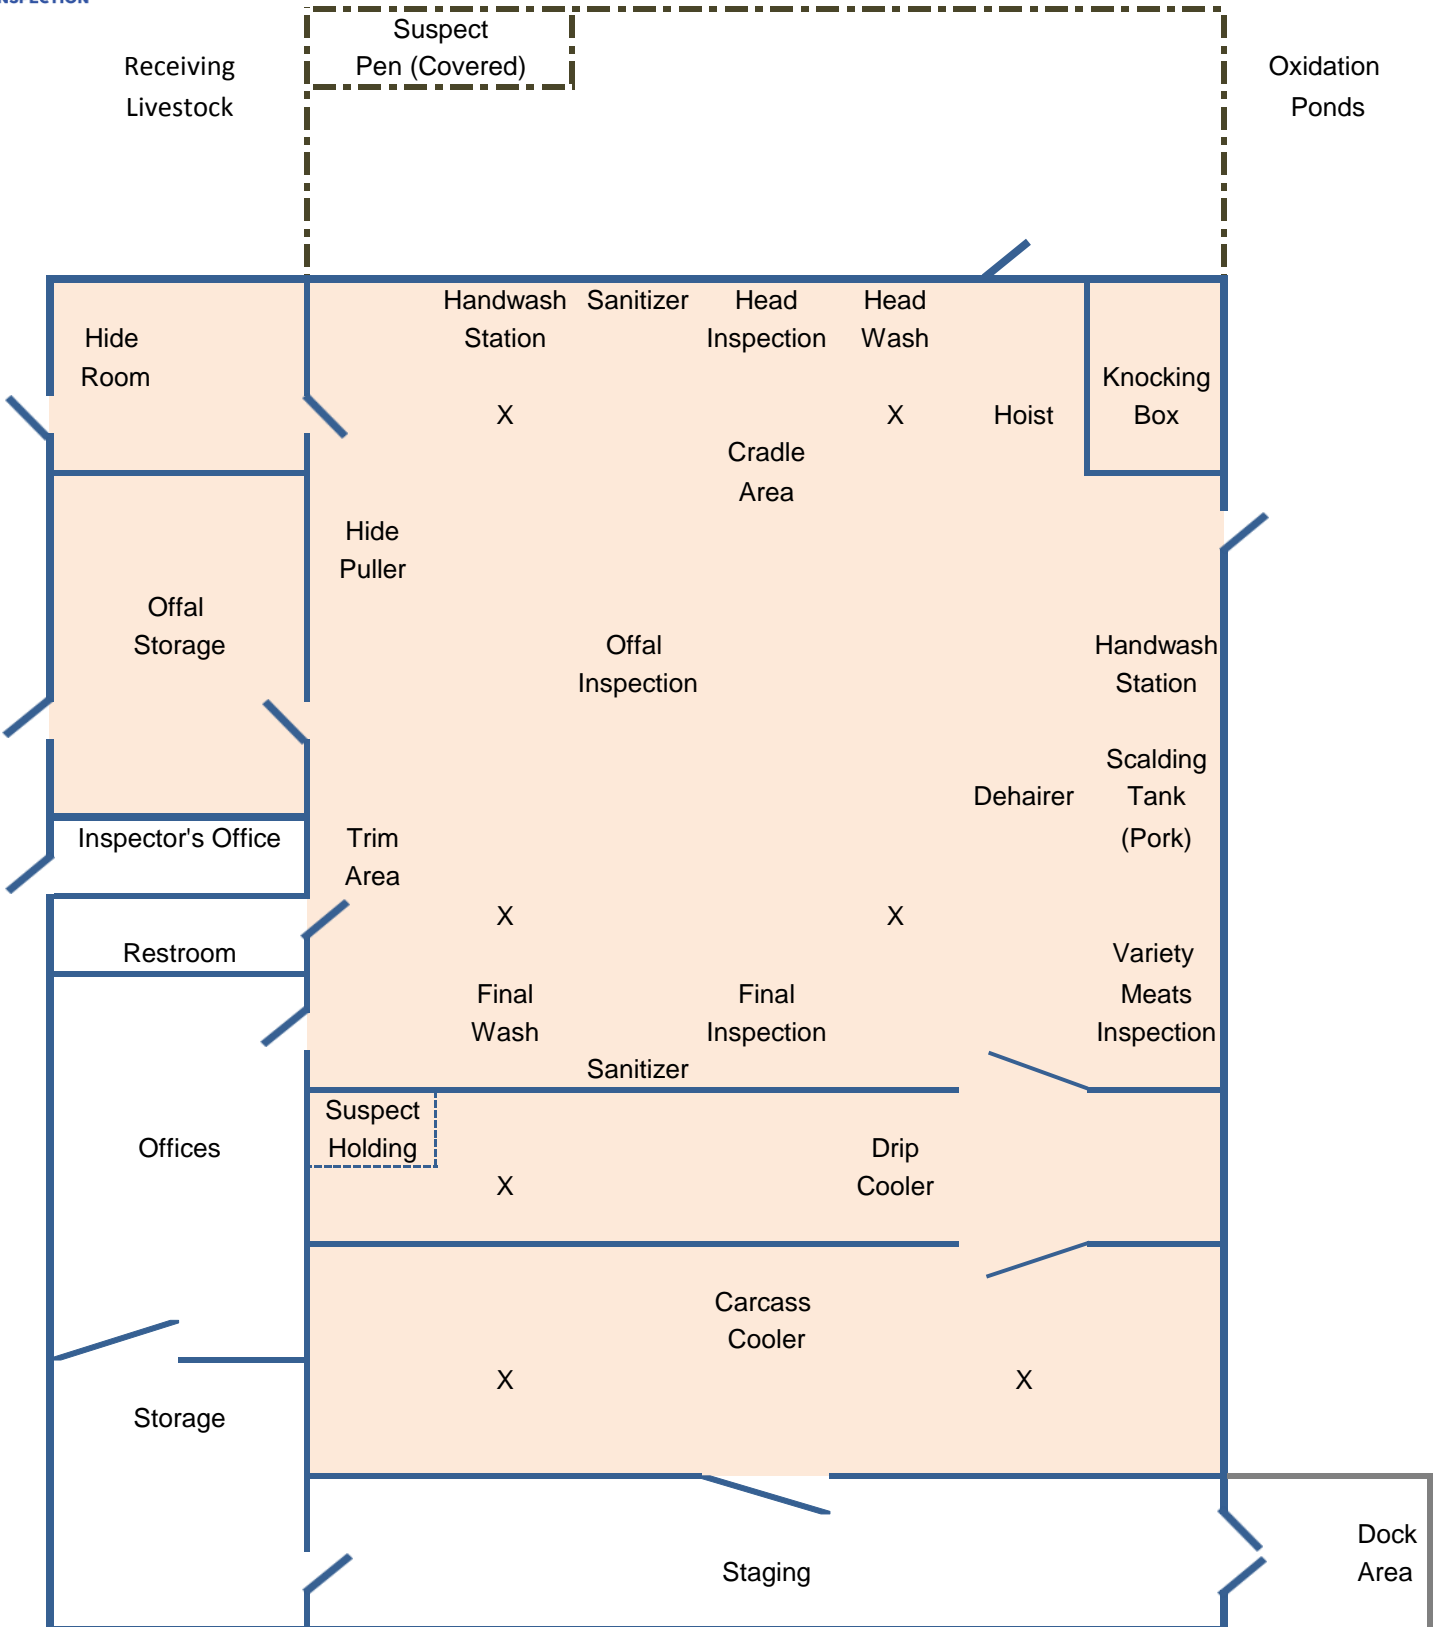 Suspect
Pen (Covered)
Receiving
Livestock
Oxidation
Ponds
Handwash
Station
Sanitizer
Head
Inspection
Head
Wash
Hide
Room
Knocking
Box
X
X
Hoist
Cradle
Area
Hide
Puller
Offal
Storage
Offal
Inspection
Handwash
Station
Scalding
Tank
(Pork)
Dehairer
Inspector's Office
Trim
Area
X
X
Restroom
Variety
Meats
Inspection
Final
Wash
Final
Inspection
Sanitizer
Suspect
Holding
Offices
Drip
Cooler
X
Carcass
Cooler
X
X
Storage
Dock
Area
Staging